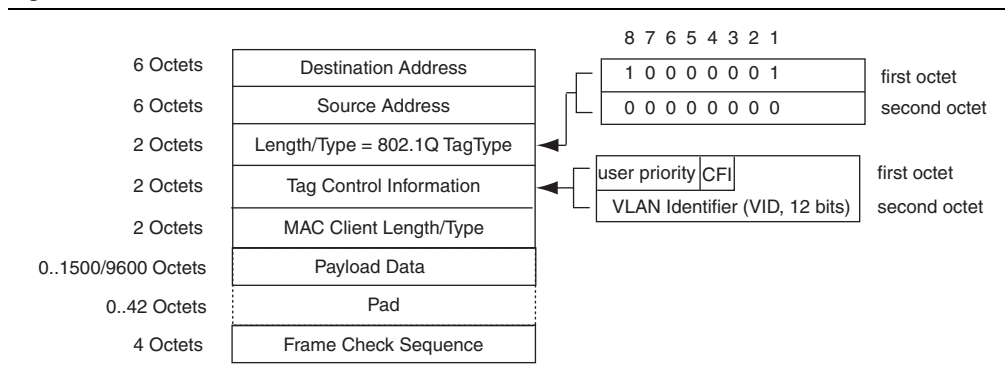 8 7 6 5 4 3 2 1
6 Octets Destination Address 1 0 0 0 0 0 0 1 first octet
6 Octets Source Address 0 0 0 0 0 0 0 0 second octet
2 Octets Length/Type = 802.1Q TagType
2 Octets Tag Control Information user priority CFI first octet
VLAN Identifier (VID, 12 bits) second octet
2 Octets MAC Client Length/Type
0..1500/9600 Octets Payload Data
0..42 Octets Pad
4 Octets Frame Check Sequence